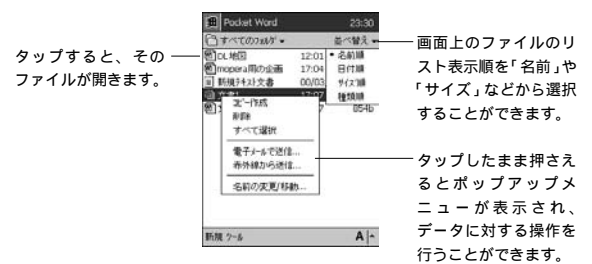 Pocket Word 23:30
すべてのフォルダ 並べ替え
DL地図 12:01
mopera用の企画 17:04
新規テキスト文書 00/03
文書1 17:07
054b
・名前順
日付順
サイズ順
種類順
コピー作成
削除
すべて選択
電子メールで送信...
赤外線から送信...
名前の変更/移動...
新規 ツール A
タップすると、その
ファイルが開きます。
画面上のファイルのリ
スト表示順を「名前」や
「サイズ」などから選択
することができます。
タップしたまま押さえ
るとポップアップメ
ニューが表示され、
データに対する操作を
行うことができます。